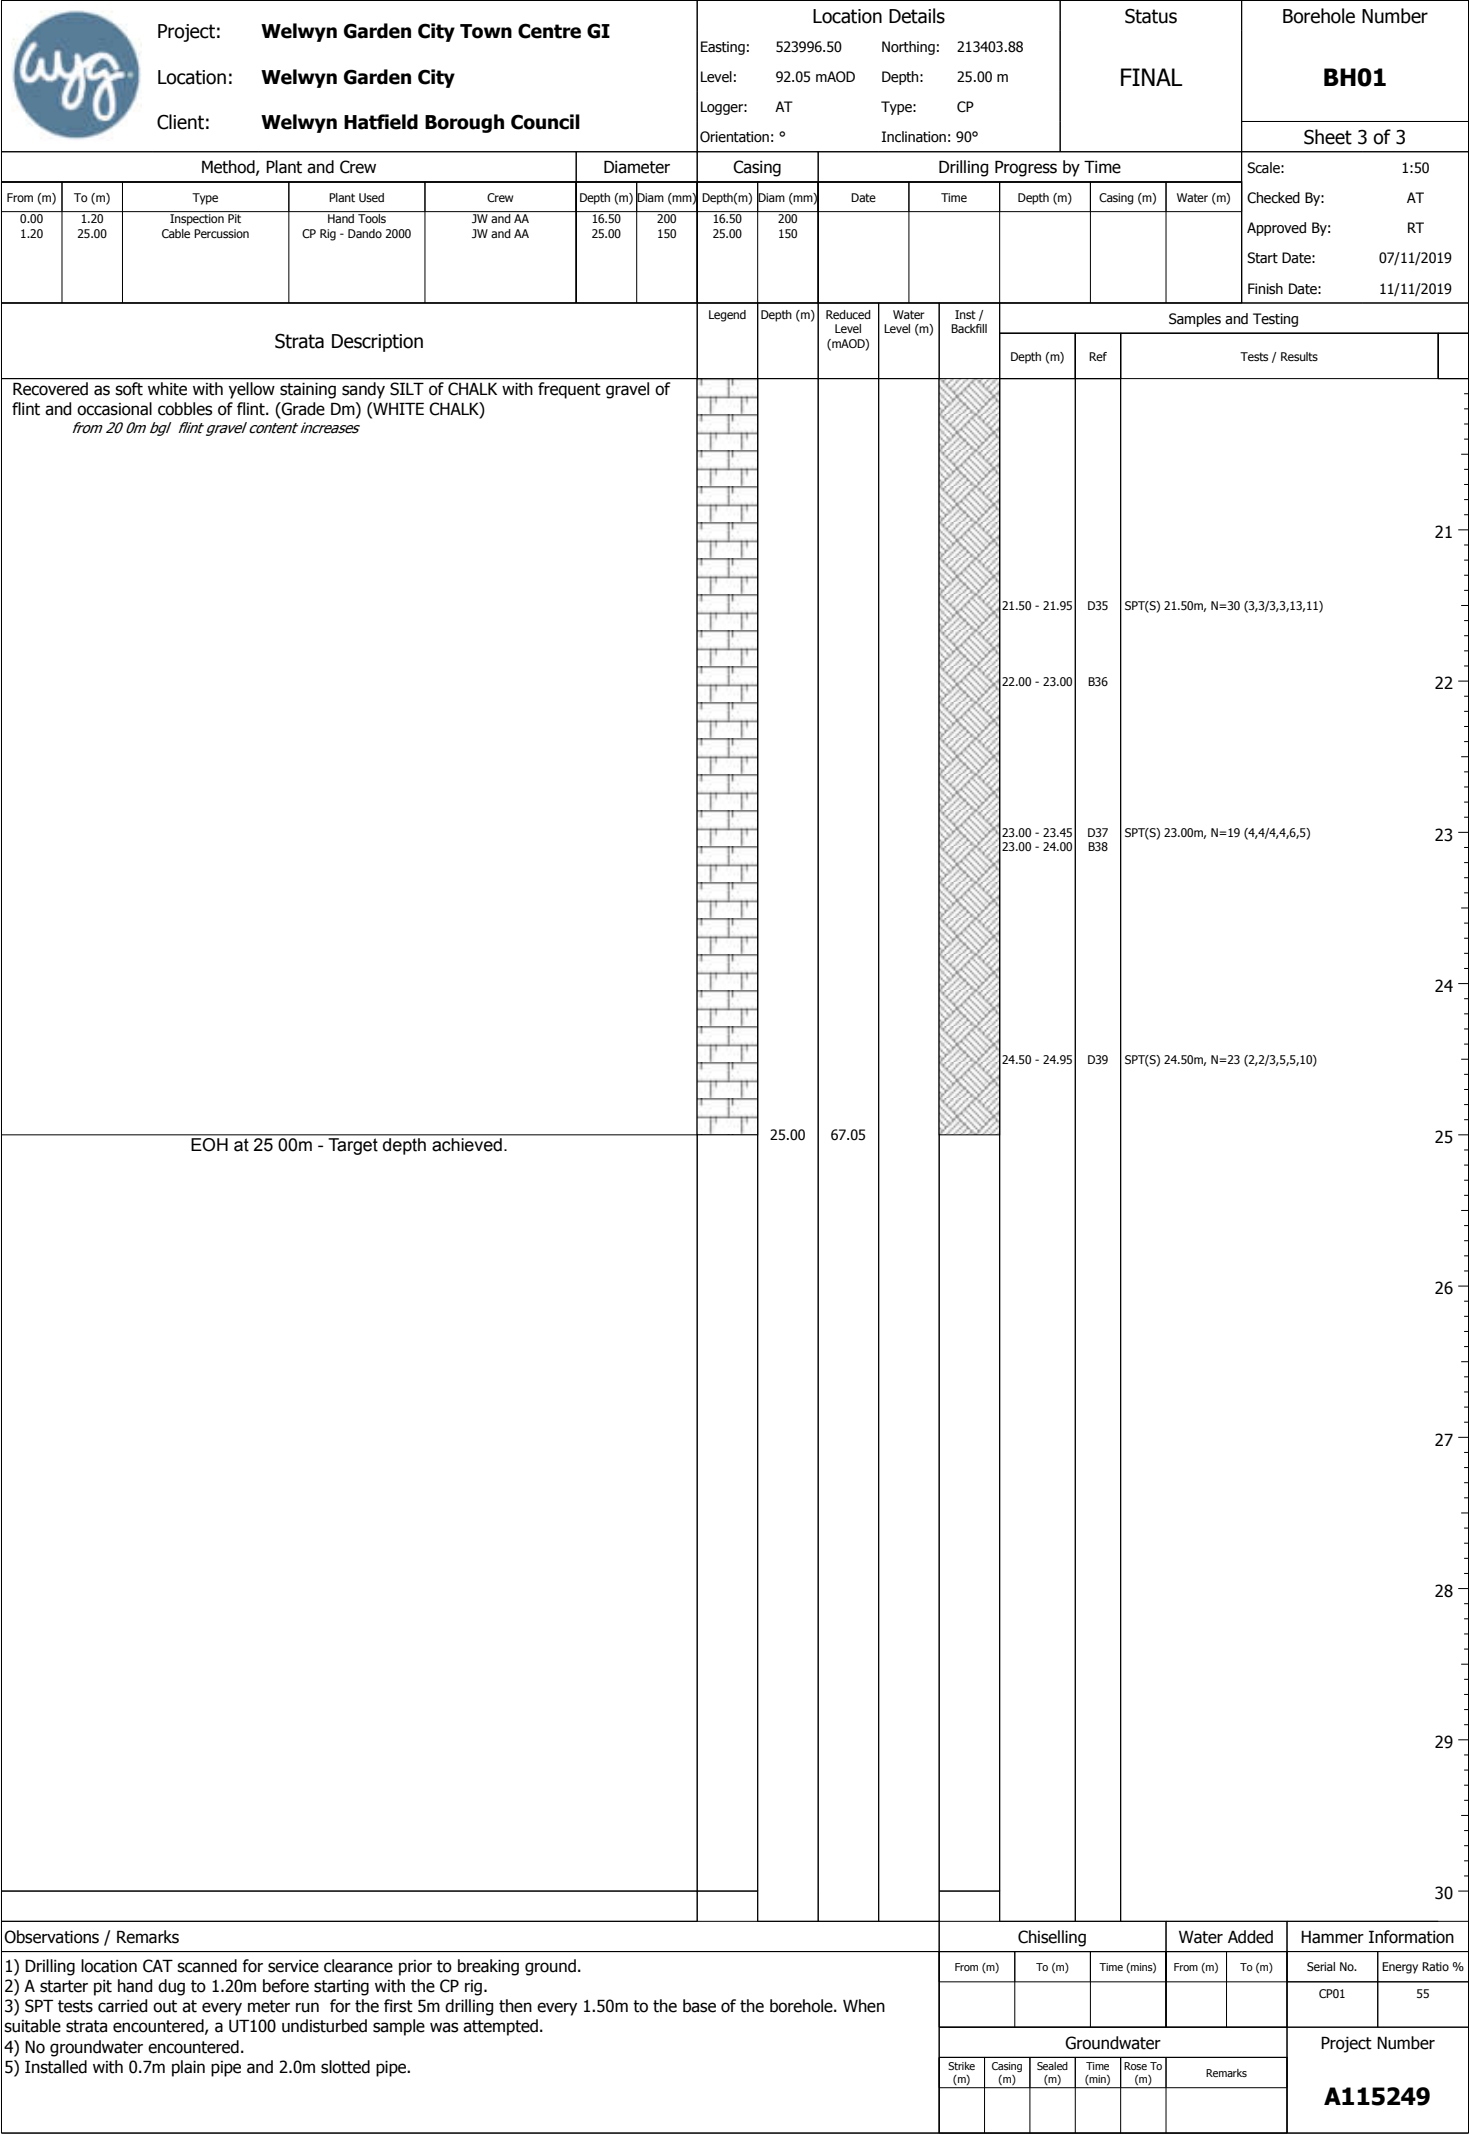 wyg.
Project: Welwyn Garden City Town Centre GI
Location: Welwyn Garden City
Client: Welwyn Hatfield Borough Council
Location Details
Easting: 523996.50 Northing: 213403.88
Level: 92.05 mAOD Depth: 25.00 m
Logger: AT Type: CP
Orientation: ° Inclination: 90°
Status
FINAL
Borehole Number
BH01
Sheet 3 of 3
Method, Plant and Crew Diameter Casing Drilling Progress by Time
From (m) To (m) Type Plant Used Crew Depth (m) Diam (mm) Depth(m) Diam (mm) Date Time Depth (m) Casing (m) Water (m)
0.00 1.20 Inspection Pit Hand Tools JW and AA 16.50 200 16.50 200
1.20 25.00 Cable Percussion CP Rig - Dando 2000 JW and AA 25.00 150 25.00 150
Scale: 1:50
Checked By: AT
Approved By: RT
Start Date: 07/11/2019
Finish Date: 11/11/2019
Strata Description
Legend
Depth (m)
Reduced
Level
(mAOD)
Water
Level (m)
Inst /
Backfill
Samples and Testing
Depth (m) Ref Tests / Results
Recovered as soft white with yellow staining sandy SILT of CHALK with frequent gravel of
flint and occasional cobbles of flint. (Grade Dm) (WHITE CHALK)
from 20 0m bgl flint gravel content increases
21
21.50 - 21.95 D35 SPT(S) 21.50m, N=30 (3,3/3,3,13,11)
22.00 - 23.00 B36
22
23.00 - 23.45 D37 SPT(S) 23.00m, N=19 (4,4/4,4,6,5)
23
23.00 - 24.00 B38
24
24.50 - 24.95 D39 SPT(S) 24.50m, N=23 (2,2/3,5,5,10)
25.00 67.05
25
EOH at 25 00m - Target depth achieved.
26
27
28
29
30
Observations / Remarks
1) Drilling location CAT scanned for service clearance prior to breaking ground.
2) A starter pit hand dug to 1.20m before starting with the CP rig.
3) SPT tests carried out at every meter run for the first 5m drilling then every 1.50m to the base of the borehole. When
suitable strata encountered, a UT100 undisturbed sample was attempted.
4) No groundwater encountered.
5) Installed with 0.7m plain pipe and 2.0m slotted pipe.
Chiselling Water Added Hammer Information
From (m) To (m) Time (mins) From (m) To (m) Serial No. Energy Ratio %
CP01 55
Groundwater
Strike
(m)
Casing
(m)
Sealed
(m)
Time
(min)
Rose To
(m)
Remarks
Project Number
A115249